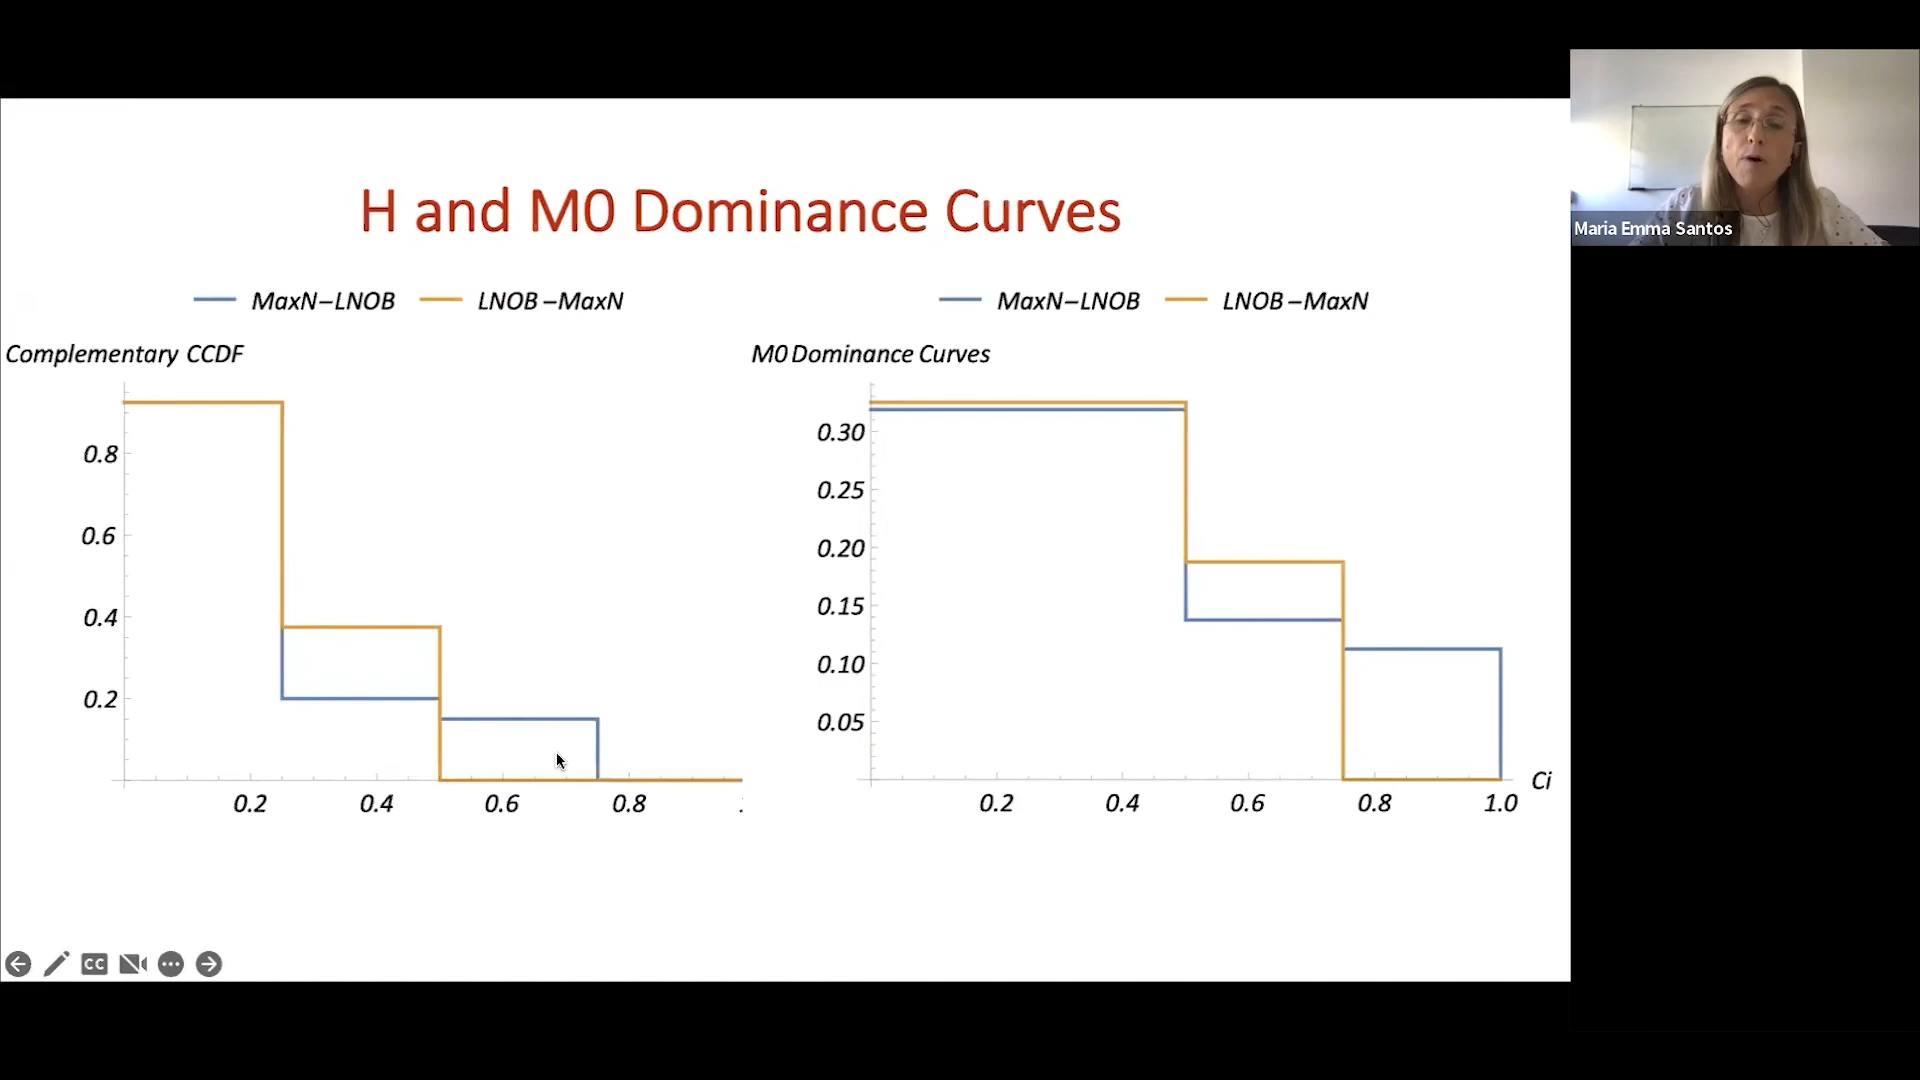 H and M0 Dominance Curves
MaxN–LNOB LNOB–MaxN
Complementary CCDF
0.8
0.6
0.4
0.2
0.2 0.4 0.6 0.8
MaxN–LNOB LNOB–MaxN
M0 Dominance Curves
0.30
0.25
0.20
0.15
0.10
0.05
0.2 0.4 0.6 0.8 1.0
Ci
CC
Maria Emma Santos